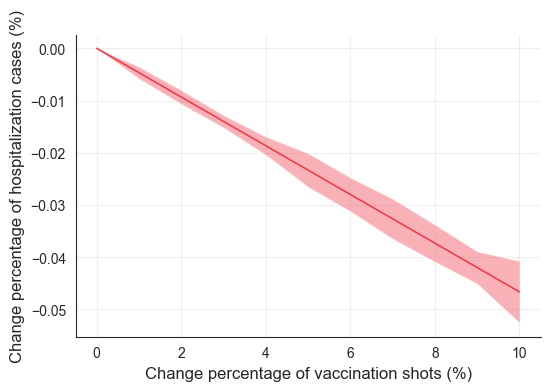 Change percentage of hospitalization cases (%)
0.00
−0.01
−0.02
−0.03
−0.04
−0.05
0 2 4 6 8 10
Change percentage of vaccination shots (%)